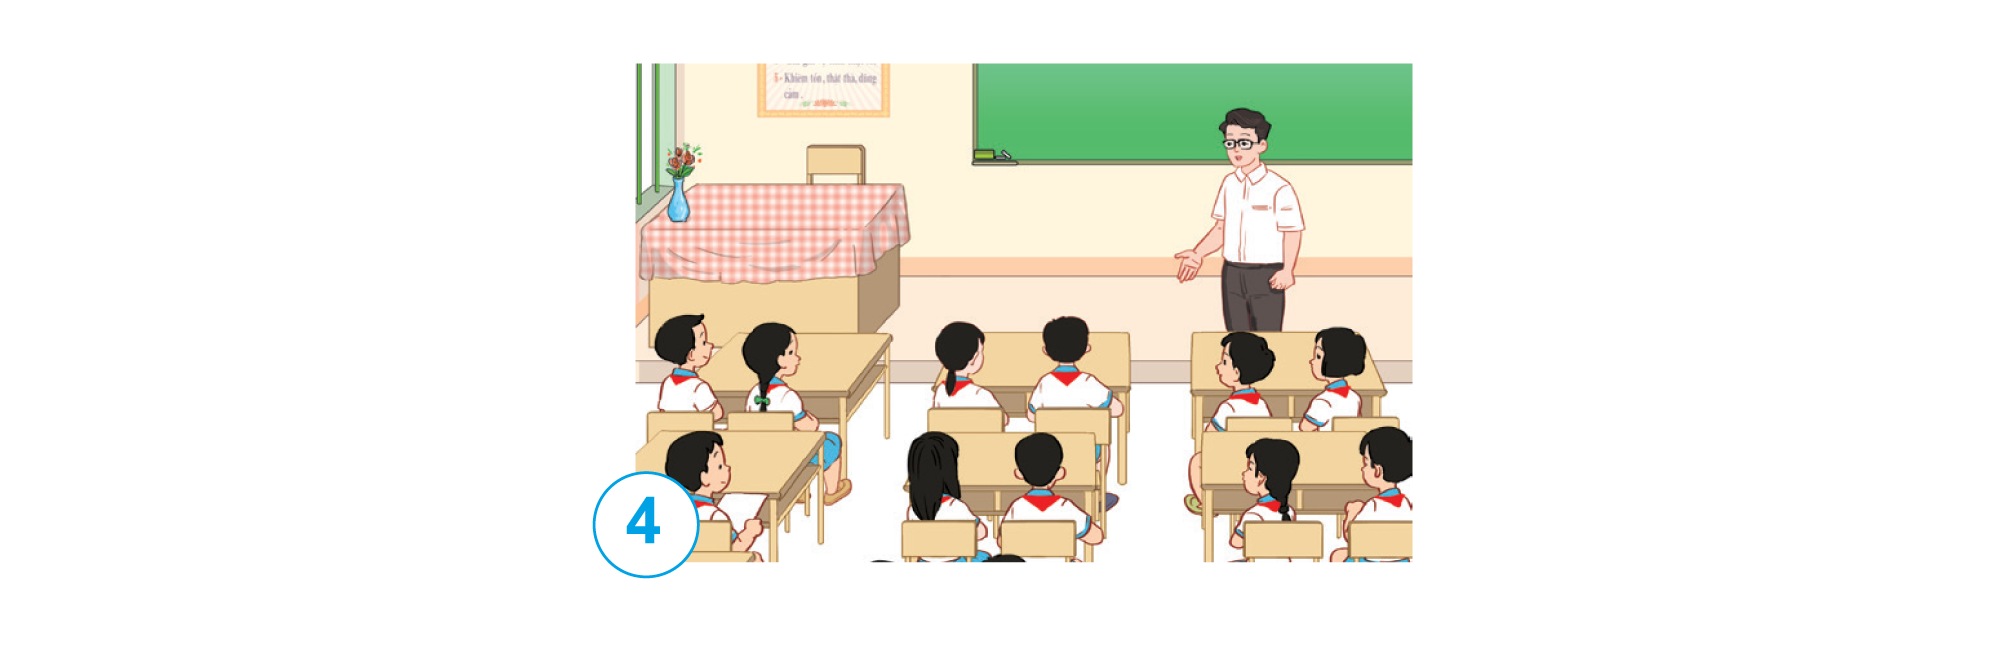 5- Khiêm tốn, thật thà, dũng
cảm.
4